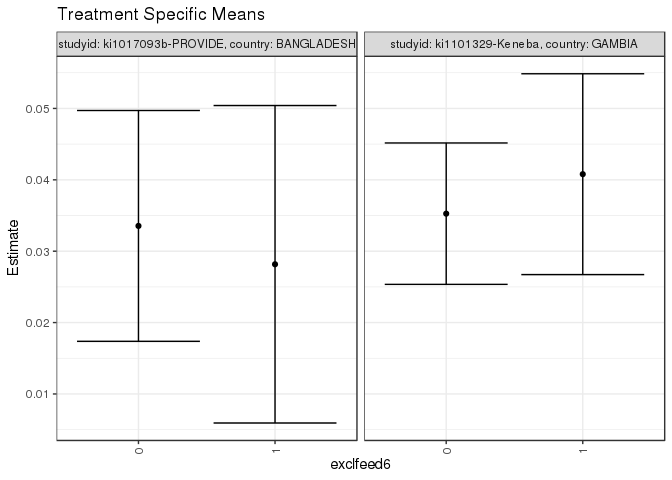 Treatment Specific Means
studyid: ki1017093b-PROVIDE, country: BANGLADESH
studyid: ki1101329-Keneba, country: GAMBIA
Estimate
0.05
0.04
0.03
0.02
0.01
0
1
0
1
exclfeed6